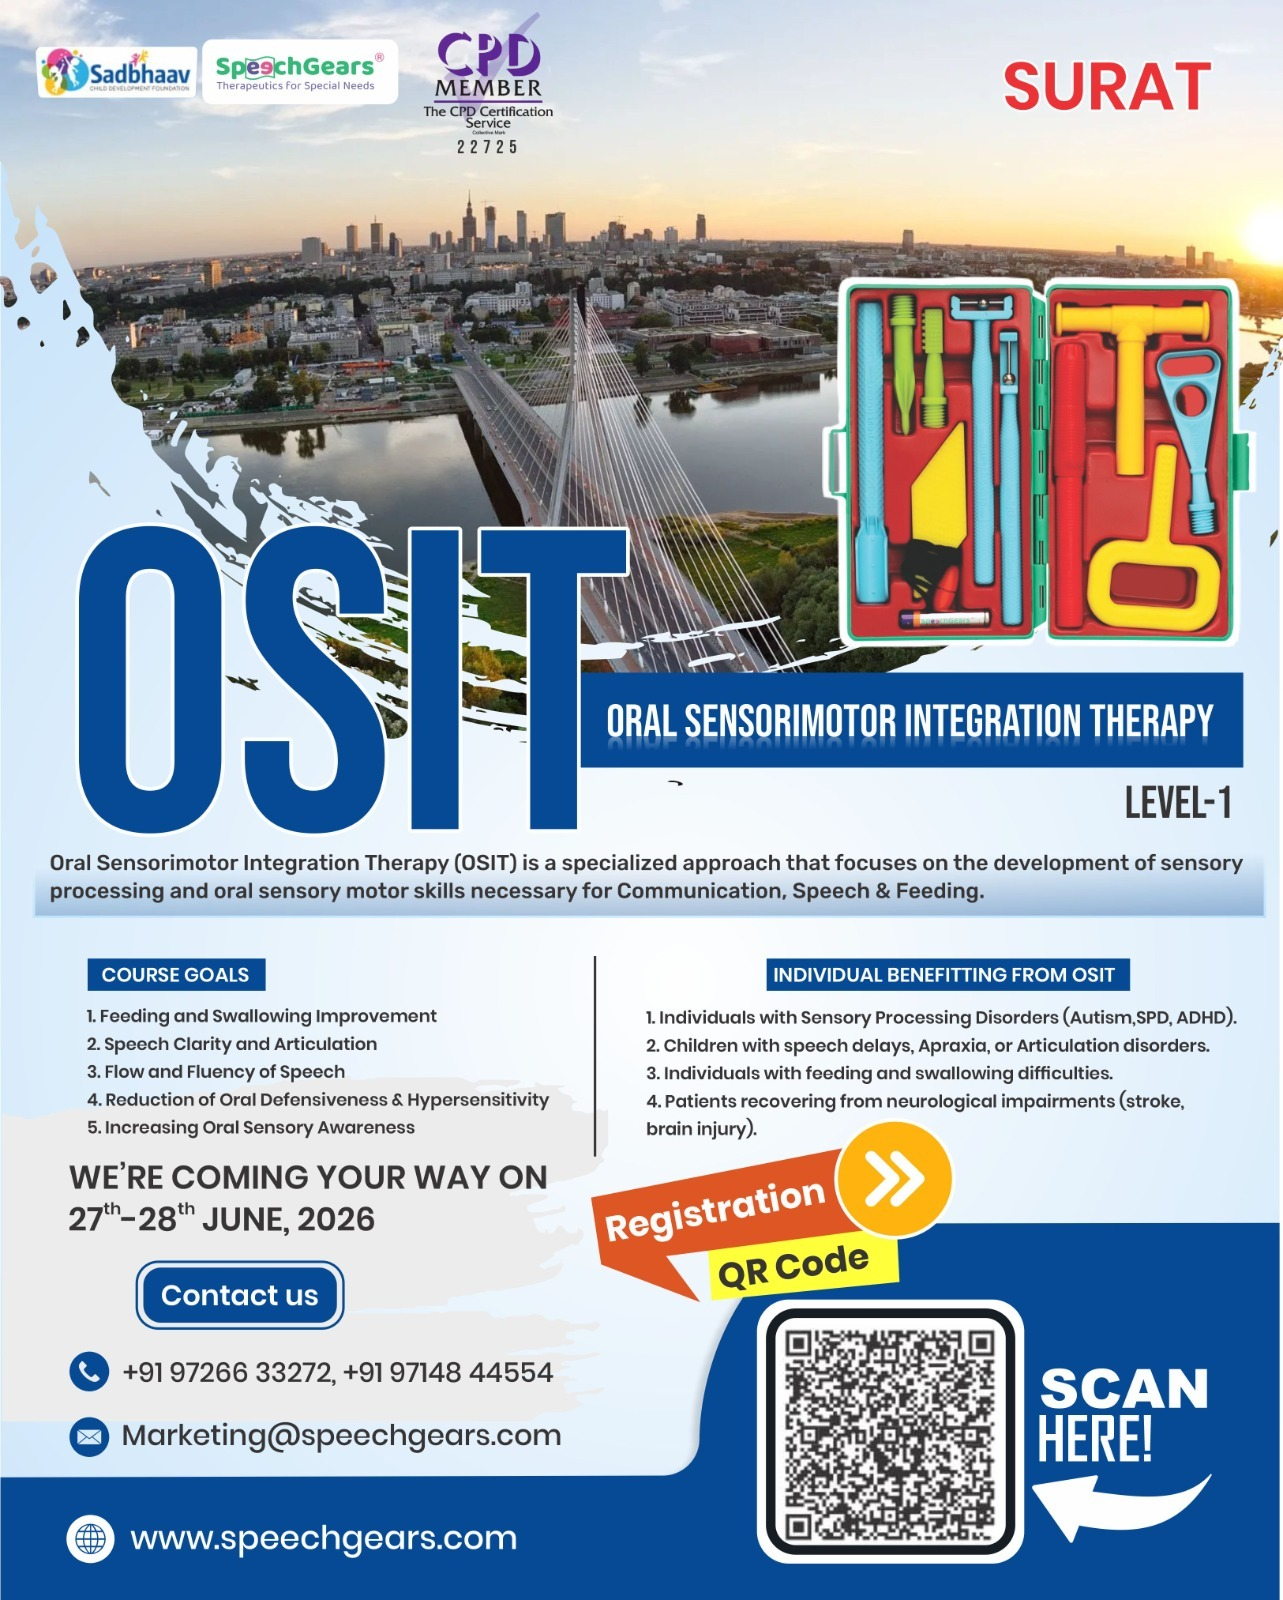 Sadbhaav
CHILD DEVELOPMENT FOUNDATION
SpeechGears®
Therapeutics For Special Needs
CPD
MEMBER
The CPD Certification
Service
Collective Mark
22725
SURAT
SpeechGears
OSIT
ORAL SENSORIMOTOR INTEGRATION THERAPY
LEVEL-1
Oral Sensorimotor Integration Therapy (OSIT) is a specialized approach that focuses on the development of sensory
processing and oral sensory motor skills necessary for Communication, Speech & Feeding.
COURSE GOALS
1. Feeding and Swallowing Improvement
2. Speech Clarity and Articulation
3. Flow and Fluency of Speech
4. Reduction of Oral Defensiveness & Hypersensitivity
5. Increasing Oral Sensory Awareness
INDIVIDUAL BENEFITTING FROM OSIT
1. Individuals with Sensory Processing Disorders (Autism,SPD, ADHD).
2. Children with speech delays, Apraxia, or Articulation disorders.
3. Individuals with feeding and swallowing difficulties.
4. Patients recovering from neurological impairments (stroke,
brain injury).
WE'RE COMING YOUR WAY ON
27th-28th JUNE, 2026
Contact us
+91 97266 33272, +91 97148 44554
Marketing@speechgears.com
www.speechgears.com
Registration
QR Code
SCAN
HERE!